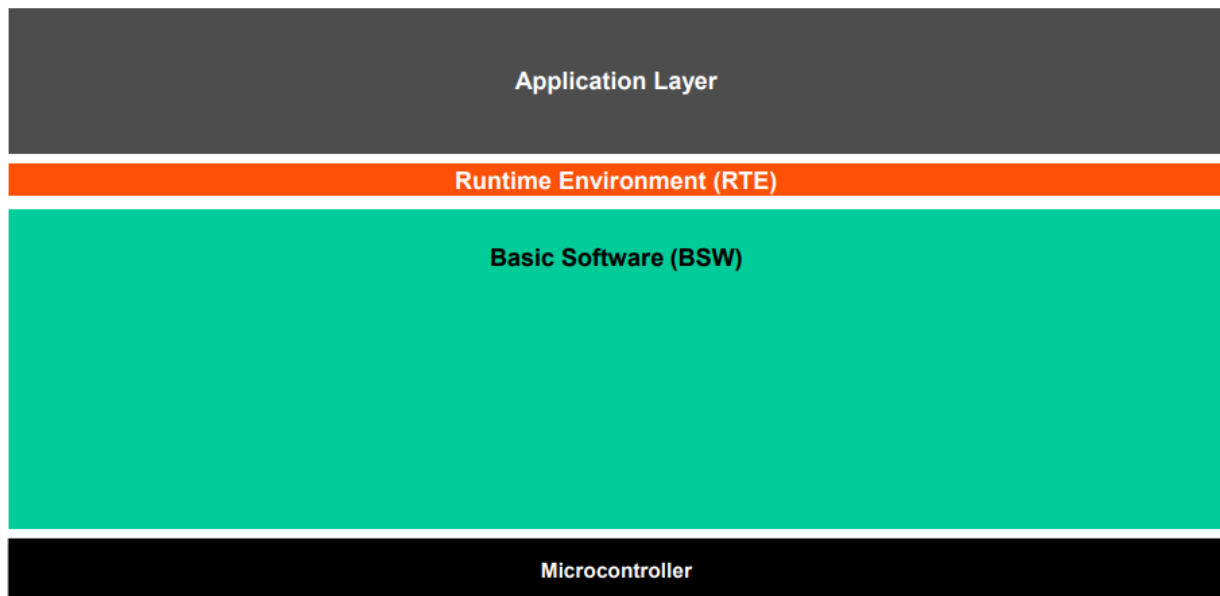 Application Layer
Runtime Environment (RTE)
Basic Software (BSW)
Microcontroller